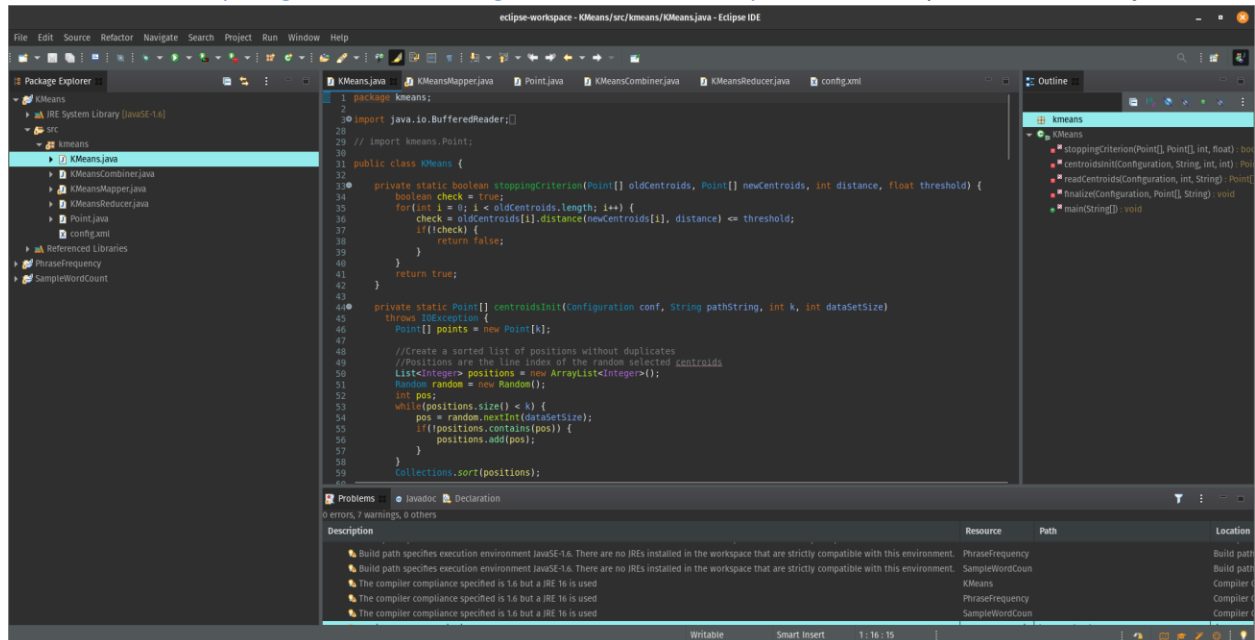 eclipse-workspace - KMeans/src/kmeans/KMeans.java - Eclipse IDE
File Edit Source Refactor Navigate Search Project Run Window Help
Package Explorer
KMeans
JRE System Library [JavaSE-1.6]
src
kmeans
KMeans.java
KMeansCombiner.java
KMeansMapper.java
KMeansReducer.java
Point.java
config.xml
Referenced Libraries
PhraseFrequency
SampleWordCount
KMeans.java KMeansMapper.java Point.java KMeansCombiner.java KMeansReducer.java config.xml
1 package kmeans;
2
3 import java.io.BufferedReader;
28
29 // import kmeans.Point;
30
31 public class KMeans {
32
33 private static boolean stoppingCriterion(Point[] oldCentroids, Point[] newCentroids, int distance, float threshold) {
34 boolean check = true;
35 for(int i = 0; i < oldCentroids.length; i++) {
36 check = oldCentroids[i].distance(newCentroids[i], distance) <= threshold;
37 if(!check) {
38 return false;
39 }
40 }
41 return true;
42 }
43
44 private static Point[] centroidsInit(Configuration conf, String pathString, int k, int dataSetSize)
45 throws IOException {
46 Point[] points = new Point[k];
47
48 //Create a sorted list of positions without duplicates
49 //Positions are the line index of the random selected centroids
50 List<Integer> positions = new ArrayList<Integer>();
51 Random random = new Random();
52 int pos;
53 while(positions.size() < k) {
54 pos = random.nextInt(dataSetSize);
55 if(!positions.contains(pos)) {
56 positions.add(pos);
57 }
58 }
59 Collections.sort(positions);
Outline
kmeans
KMeans
stoppingCriterion(Point[], Point[], int, float) : boo
centroidsInit(Configuration, String, int, int) : Poi
readCentroids(Configuration, int, String) : Point[
finalize(Configuration, Point[], String) : void
main(String[]) : void
Problems Javadoc Declaration
0 errors, 7 warnings, 0 others
Description Resource Path Location
Build path specifies execution environment JavaSE-1.6. There are no JREs installed in the workspace that are strictly compatible with this environment. PhraseFrequency Build path
Build path specifies execution environment JavaSE-1.6. There are no JREs installed in the workspace that are strictly compatible with this environment. SampleWordCoun Build path
The compiler compliance specified is 1.6 but a JRE 16 is used KMeans Compiler C
The compiler compliance specified is 1.6 but a JRE 16 is used PhraseFrequency Compiler C
The compiler compliance specified is 1.6 but a JRE 16 is used SampleWordCoun Compiler C
Writable Smart Insert 1 : 16 : 15